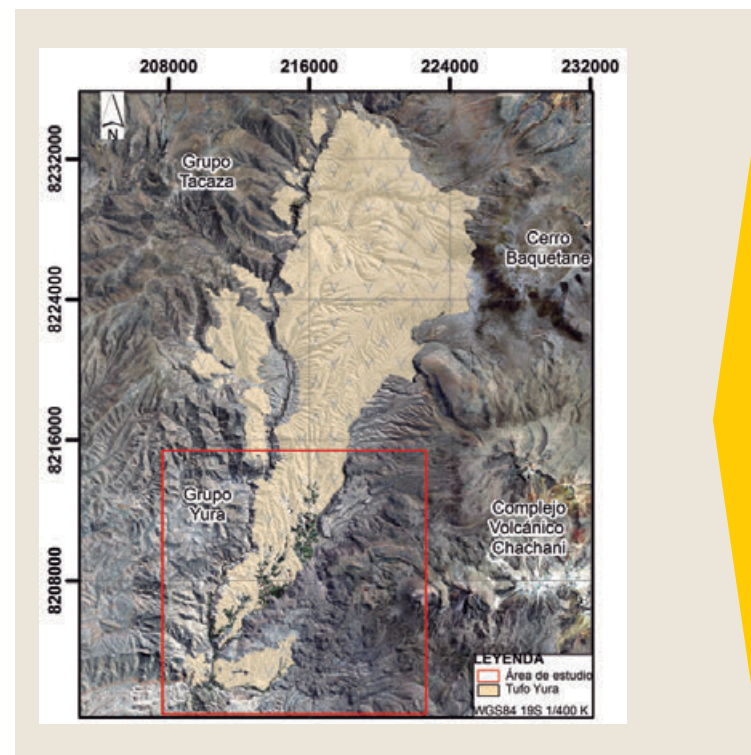 208000 216000 224000 232000
N
8232000
8224000
8216000
8208000
Grupo
Tacaza
Cerro
Baquetane
Grupo
Yura
Complejo
Volcánico
Chachani
LEYENDA
Área de estudio
Tufo Yura
WGS84 19S 1/400 K